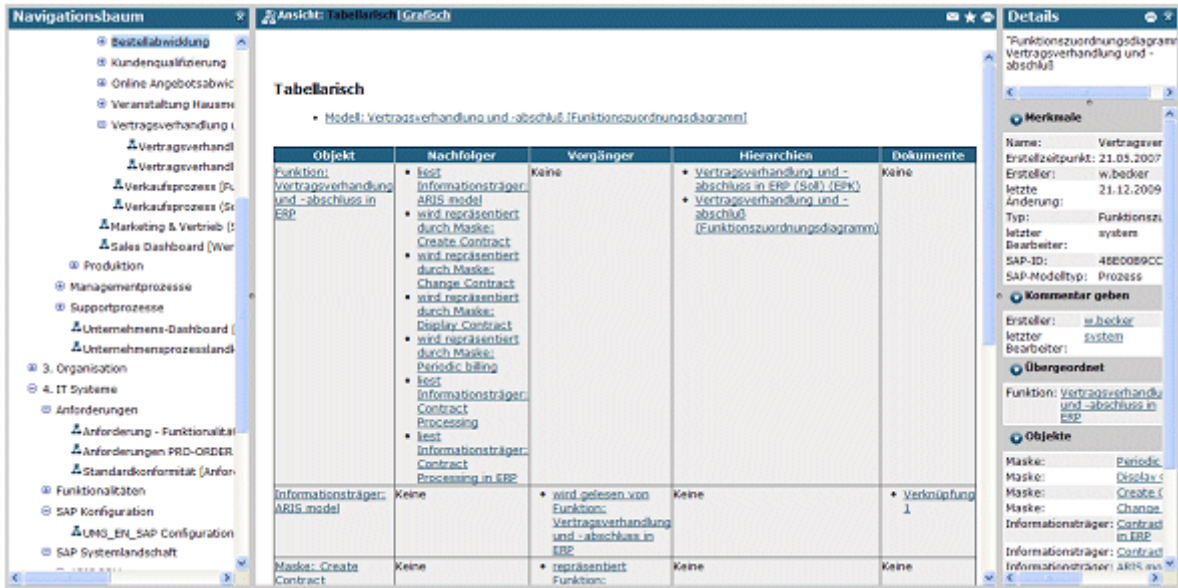 Navigationsbaum
Bestellabwicklung
Kundenqualifizierung
Online Angebotsabwic
Veranstaltung Hausme
Vertragsverhandlung u
Vertragsverhandl
Vertragsverhandl
Verkaufsprozess (Fu
Verkaufsprozess (So
Marketing & Vertrieb (S
Sales Dashboard [Wer
Produktion
Managementprozesse
Supportprozesse
Unternehmens-Dashboard [
Unternehmensprozesslandk
3. Organisation
4. IT Systeme
Anforderungen
Anforderung - Funktionalitä
Anforderungen PRO-ORDER
Standardkonformität [Anfor
Funktionalitäten
SAP Konfiguration
UMG_EN_SAP Configuration
SAP Systemlandschaft
Ansicht: Tabellarisch | Grafisch
Tabellarisch
• Modell: Vertragsverhandlung und -abschluß [Funktionszuordnungsdiagramm]
Objekt Nachfolger Vorgänger Hierarchien Dokumente
Funktion:
Vertragsverhandlung
und -abschluss in
ERP
• liest
Informationsträger:
ARIS model
• wird repräsentiert
durch Maske:
Create Contract
• wird repräsentiert
durch Maske:
Change Contract
• wird repräsentiert
durch Maske:
Display Contract
• wird repräsentiert
durch Maske:
Periodic billing
• liest
Informationsträger:
Contract
Processing
• liest
Informationsträger:
Contract
Processing in ERP
Keine
• Vertragsverhandlung und -
abschluss in ERP (Soll) (EPK)
• Vertragsverhandlung und -
abschluß
(Funktionszuordnungsdiagramm)
Keine
Informationsträger:
ARIS model
Keine
• wird gelesen von
Funktion:
Vertragsverhandlung
und -abschluss in
ERP
Keine
• Verknüpfung
1
Maske: Create
Contract
Keine
• repräsentiert
Funktion:
Keine
Keine
Details
"Funktionszuordnungsdiagramm
Vertragsverhandlung und -
abschluß
Merkmale
Name: Vertragsver
Erstellzeitpunkt: 21.05.2007
Ersteller: w.becker
letzte 21.12.2009
Änderung:
Typ: Funktionszu
letzter system
Bearbeiter:
SAP-ID: 48E00B9CC
SAP-Modelltyp: Prozess
Kommentar geben
Ersteller: w.becker
letzter system
Bearbeiter:
Übergeordnet
Funktion: Vertragsverhandlu
und -abschluss in
ERP
Objekte
Maske: Periodic
Maske: Display
Maske: Create C
Maske: Change
Informationsträger: Contract
in ERP
Informationsträger: Contract
Informationsträger: ARIS mo